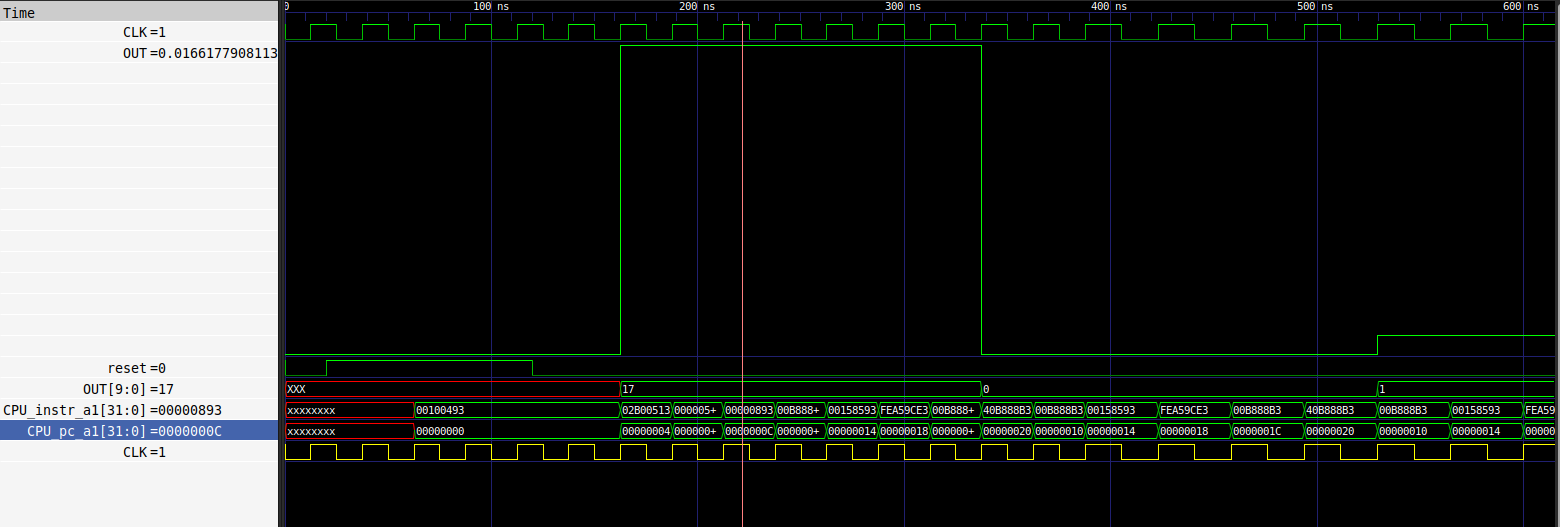 Time
0 100 ns 200 ns 300 ns 400 ns 500 ns 600 ns
CLK =1
OUT =0.0166177908113
reset =0
OUT[9:0] =17 XXX 17 0 1
CPU_instr_a1[31:0] =00000893 xxxxxxxx 00100493 02B00513 000005+ 00000893 00B888+ 00158593 FEA59CE3 00B888+ 40B888B3 00B888B3 00158593 FEA59CE3 00B888B3 40B888B3 00B888B3 00158593 FEA59
CPU_pc_a1[31:0] =0000000C xxxxxxxx 00000000 00000004 000000+ 0000000C 000000+ 00000014 00000018 000000+ 00000020 00000010 00000014 00000018 0000001C 00000020 00000010 00000014 00000
CLK =1